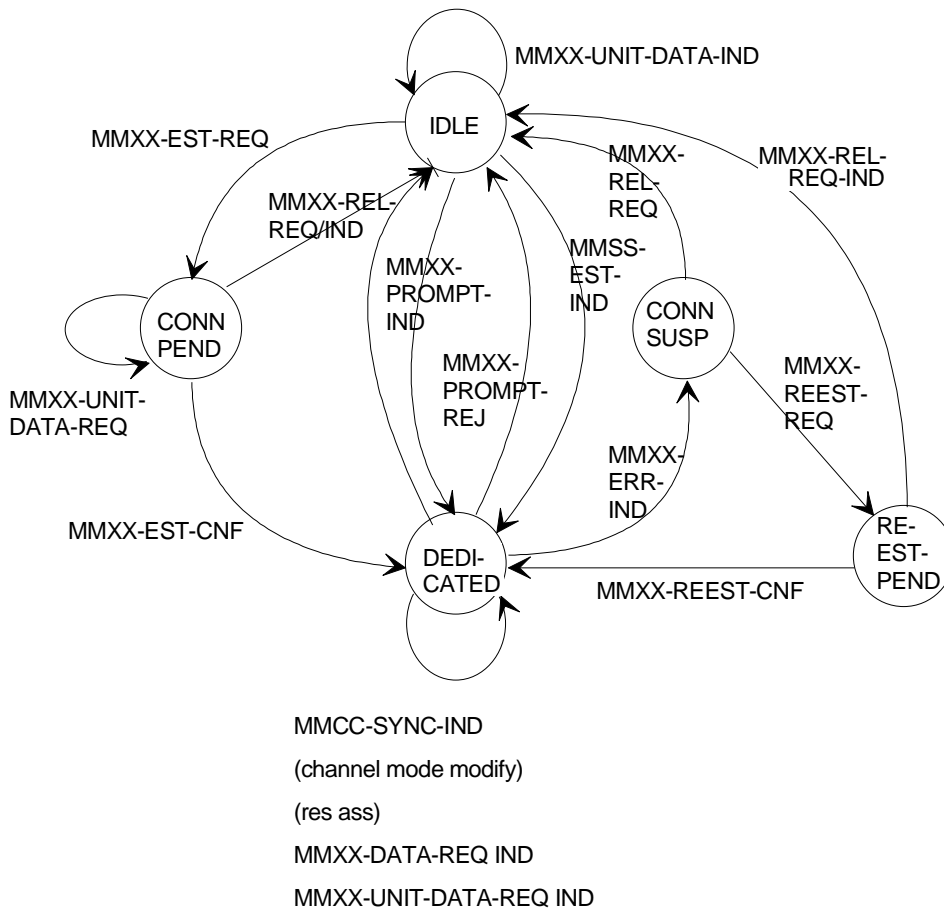 MMXX-UNIT-DATA-IND
IDLE
MMXX-EST-REQ
MMXX-
REL-
REQ
MMXX-REL-
REQ-IND
MMXX-REL-
REQ/IND
MMXX-
PROMPT-
IND
MMSS-
EST-
IND
CONN
PEND
CONN
SUSP
MMXX-
PROMPT-
REJ
MMXX-
REEST-
REQ
MMXX-UNIT-
DATA-REQ
MMXX-
ERR-
IND
MMXX-EST-CNF
DEDI-
CATED
RE-
EST-
PEND
MMXX-REEST-CNF
MMCC-SYNC-IND
(channel mode modify)
(res ass)
MMXX-DATA-REQ IND
MMXX-UNIT-DATA-REQ IND